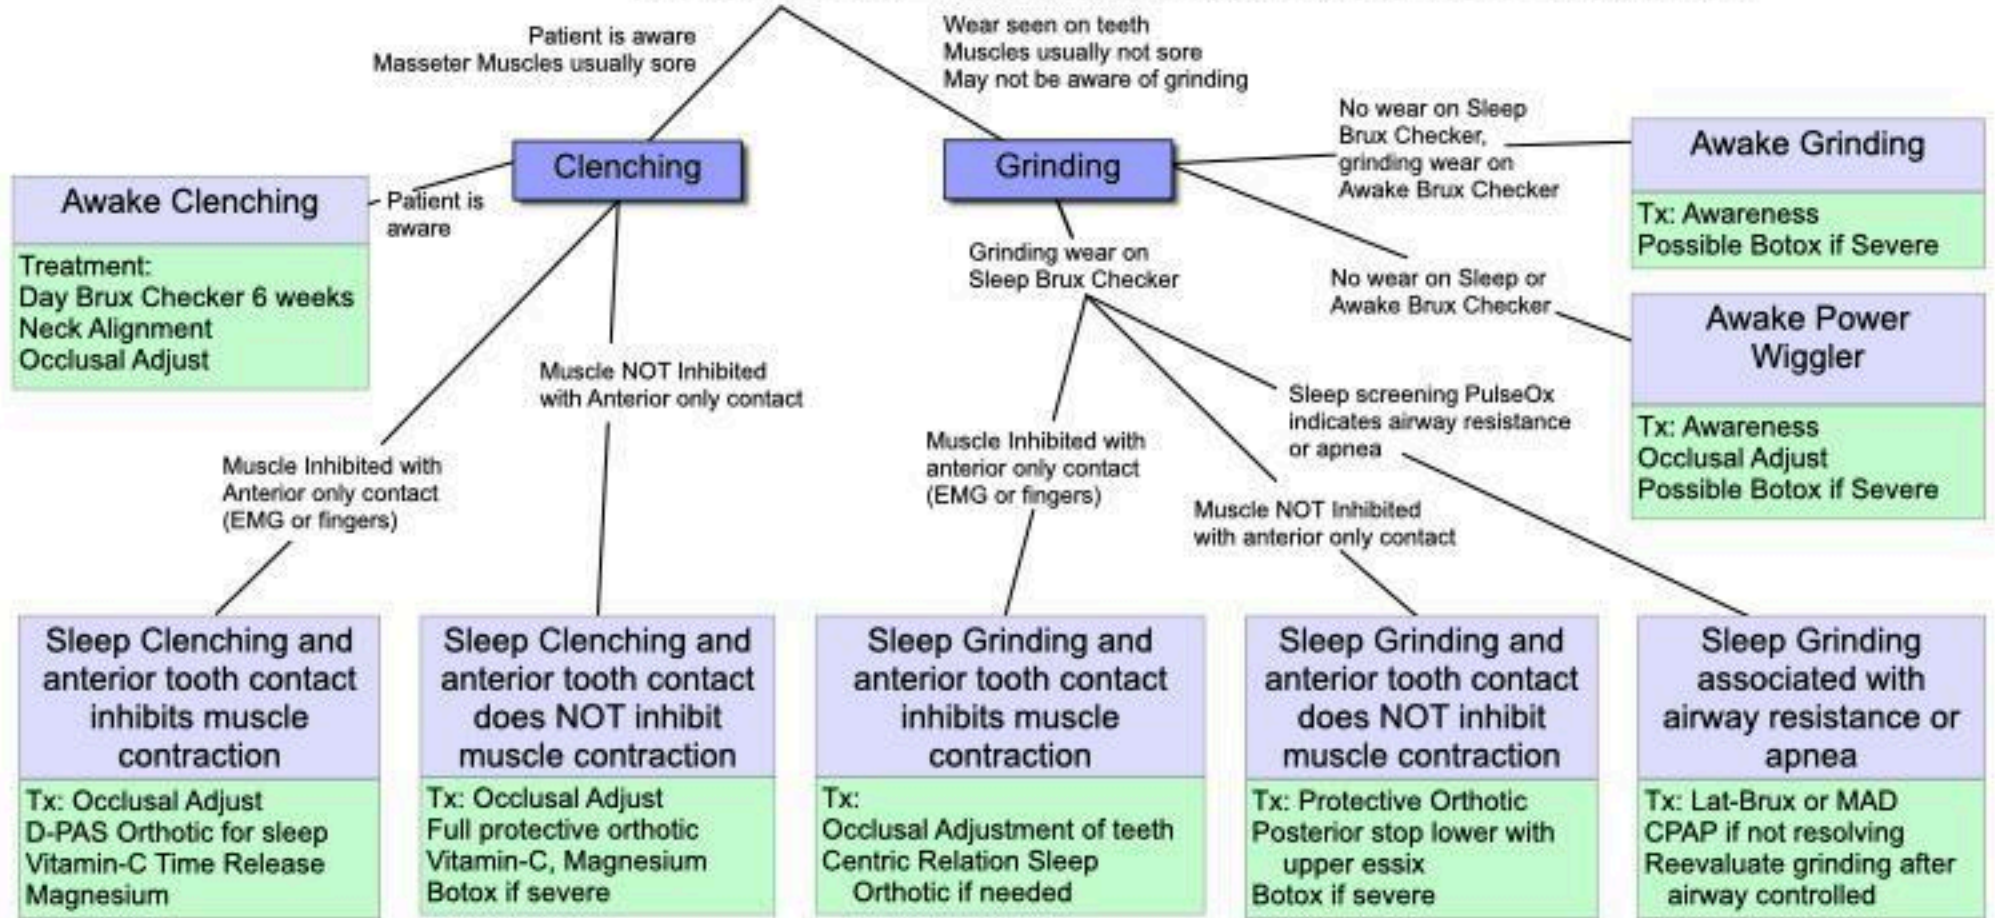 Patient is aware
Masseter Muscles usually sore
Wear seen on teeth
Muscles usually not sore
May not be aware of grinding
Clenching
Grinding
No wear on Sleep
Brux Checker,
grinding wear on
Awake Brux Checker
Awake Grinding
Tx: Awareness
Possible Botox if Severe
Awake Clenching
Patient is
aware
Treatment:
Day Brux Checker 6 weeks
Neck Alignment
Occlusal Adjust
Grinding wear on
Sleep Brux Checker
No wear on Sleep or
Awake Brux Checker
Awake Power
Wiggler
Tx: Awareness
Occlusal Adjust
Possible Botox if Severe
Muscle NOT Inhibited
with Anterior only contact
Sleep screening PulseOx
indicates airway resistance
or apnea
Muscle Inhibited with
Anterior only contact
(EMG or fingers)
Muscle Inhibited with
anterior only contact
(EMG or fingers)
Muscle NOT Inhibited
with anterior only contact
Sleep Clenching and
anterior tooth contact
inhibits muscle
contraction
Tx: Occlusal Adjust
D-PAS Orthotic for sleep
Vitamin-C Time Release
Magnesium
Sleep Clenching and
anterior tooth contact
does NOT inhibit
muscle contraction
Tx: Occlusal Adjust
Full protective orthotic
Vitamin-C, Magnesium
Botox if severe
Sleep Grinding and
anterior tooth contact
inhibits muscle
contraction
Tx:
Occlusal Adjustment of teeth
Centric Relation Sleep
Orthotic if needed
Sleep Grinding and
anterior tooth contact
does NOT inhibit
muscle contraction
Tx: Protective Orthotic
Posterior stop lower with
upper essix
Botox if severe
Sleep Grinding
associated with
airway resistance or
apnea
Tx: Lat-Brux or MAD
CPAP if not resolving
Reevaluate grinding after
airway controlled